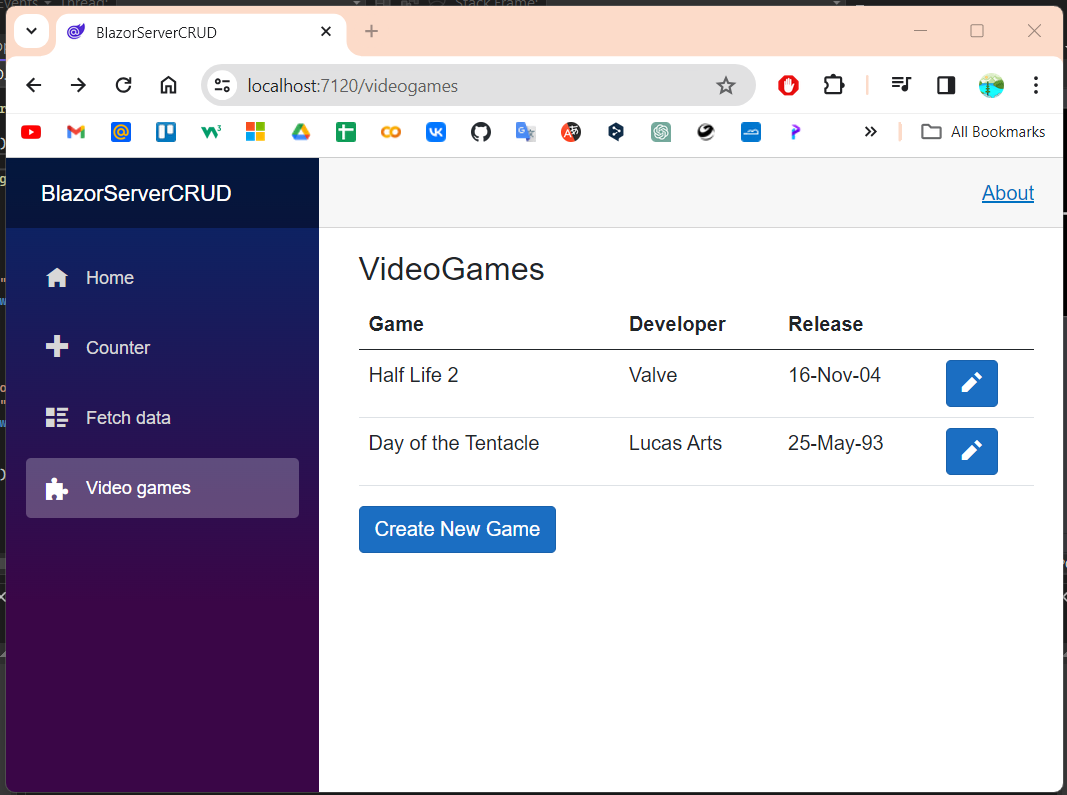 BlazorServerCRUD
localhost:7120/videogames
All Bookmarks
BlazorServerCRUD
About
Home
Counter
Fetch data
Video games
VideoGames
Game Developer Release
Half Life 2 Valve 16-Nov-04
Day of the Tentacle Lucas Arts 25-May-93
Create New Game